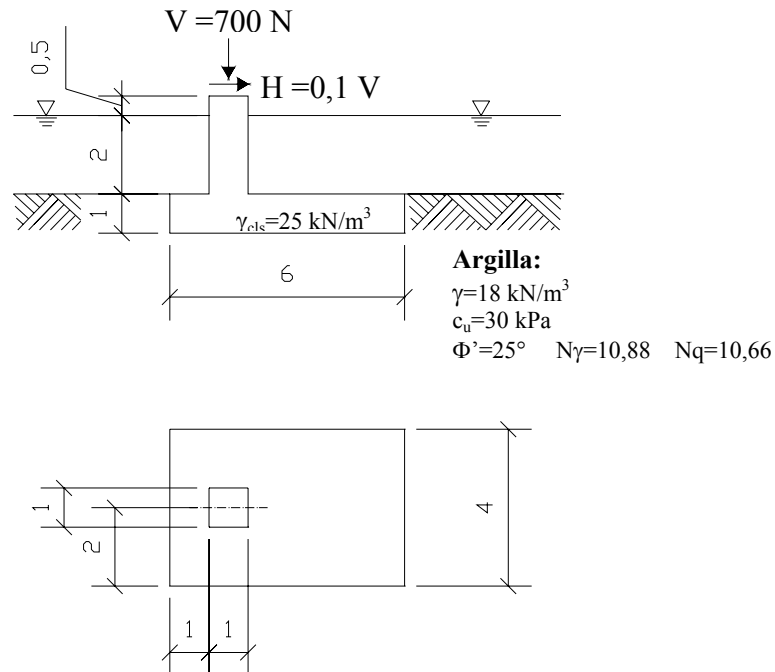 V =700 N
H =0,1 V
0,5
2
1
γcls=25 kN/m³
6
Argilla:
γ=18 kN/m³
cu=30 kPa
Φ'=25° Nγ=10,88 Nq=10,66
1
2
4
1 1